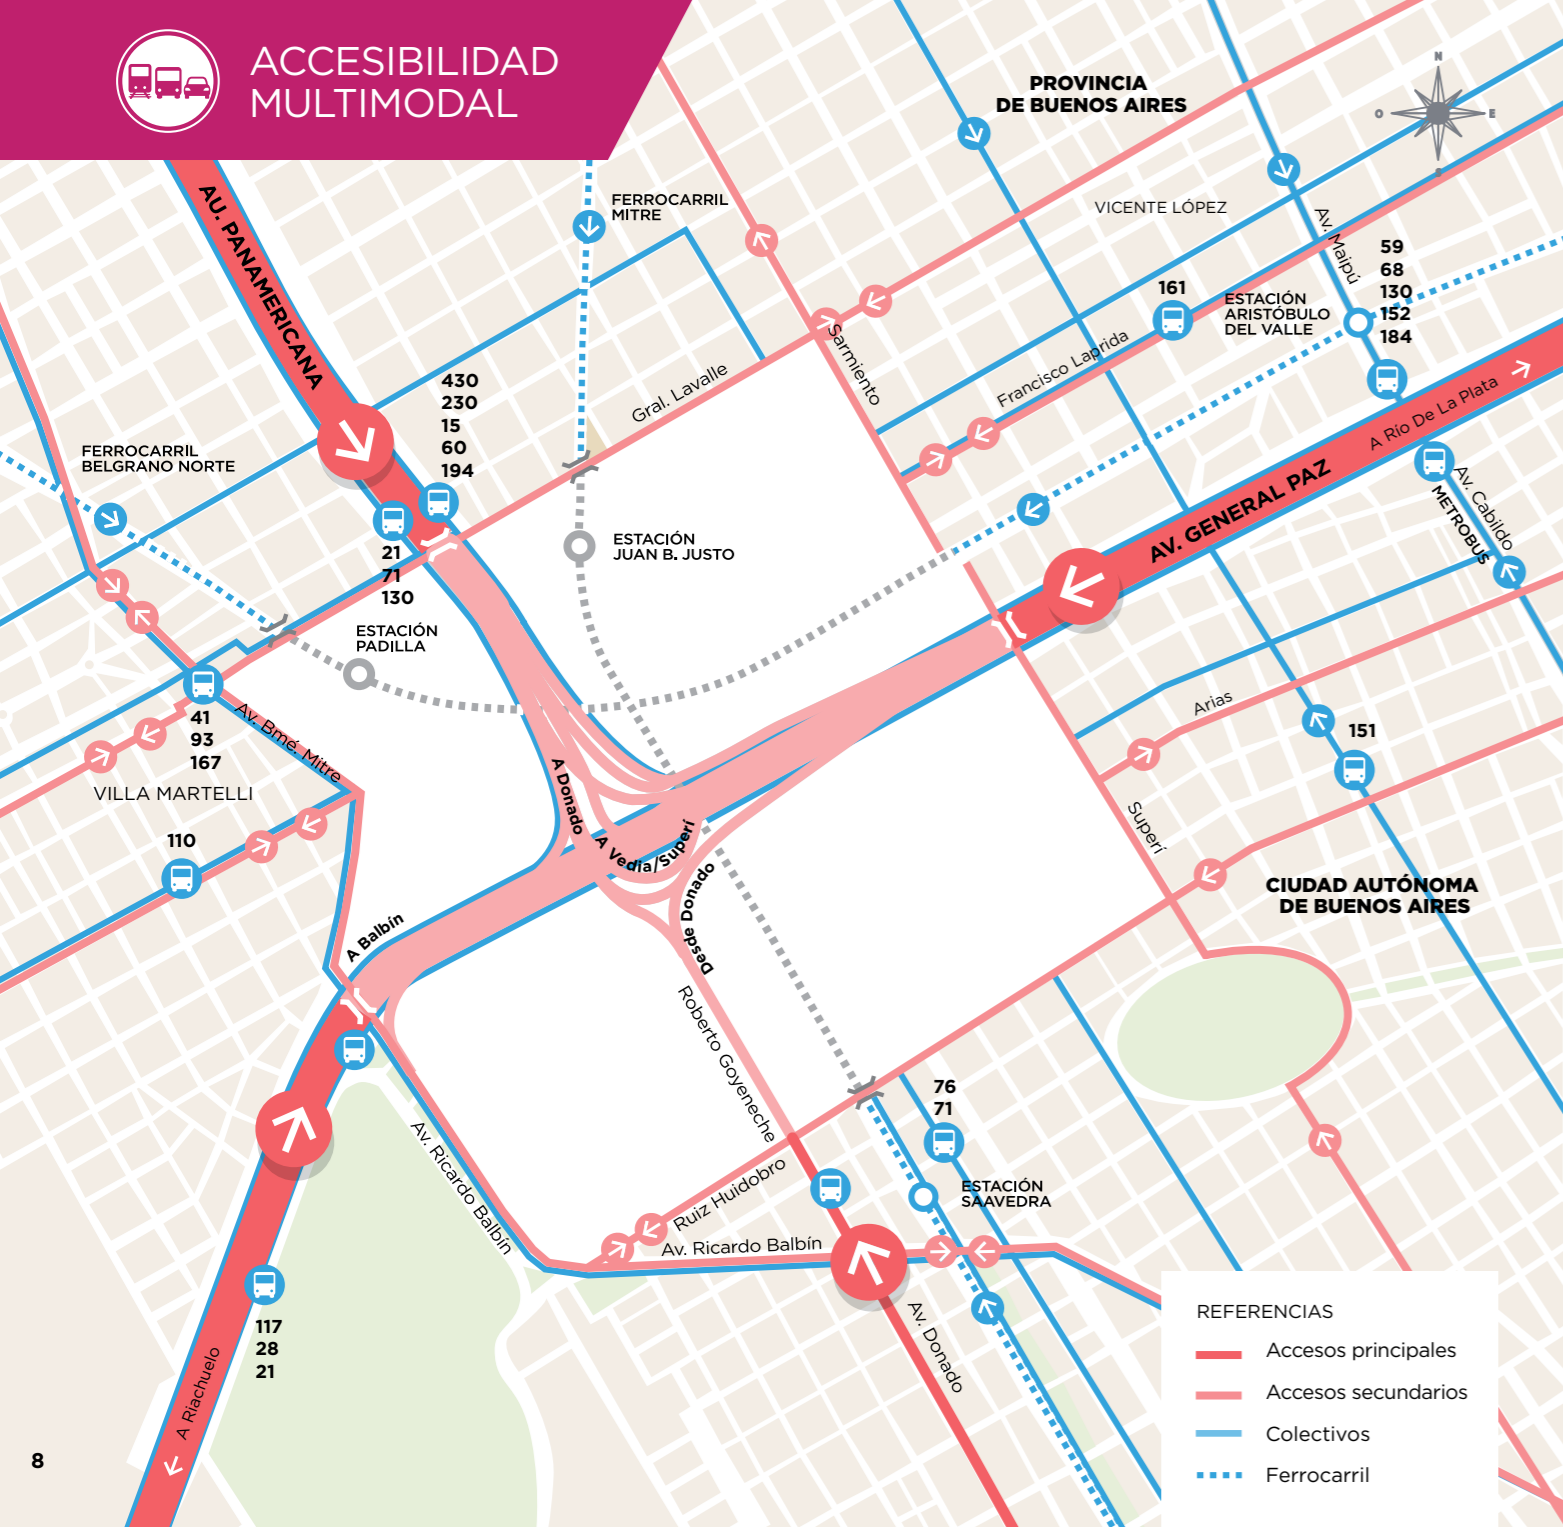 ACCESIBILIDAD
MULTIMODAL
PROVINCIA
DE BUENOS AIRES
N
O
E
S
AU. PANAMERICANA
FERROCARRIL
MITRE
VICENTE LÓPEZ
Av. Maipú
59
68
130
152
184
161
ESTACIÓN
ARISTÓBULO
DEL VALLE
Sarmiento
Francisco Laprida
Gral. Lavalle
430
230
15
60
194
A Río De La Plata
AV. GENERAL PAZ
Av. Cabildo
METROBUS
FERROCARRIL
BELGRANO NORTE
21
71
130
ESTACIÓN
JUAN B. JUSTO
ESTACIÓN
PADILLA
41
93
167
Av. Bmé. Mitre
VILLA MARTELLI
110
Arias
151
Superí
A Donado
A Vedia/Superí
Desde Donado
A Balbín
CIUDAD AUTÓNOMA
DE BUENOS AIRES
Roberto Goyeneche
76
71
Av. Ricardo Balbín
Ruiz Huidobro
ESTACIÓN
SAAVEDRA
Av. Ricardo Balbín
Av. Donado
117
28
21
A Riachuelo
REFERENCIAS
Accesos principales
Accesos secundarios
Colectivos
Ferrocarril
8